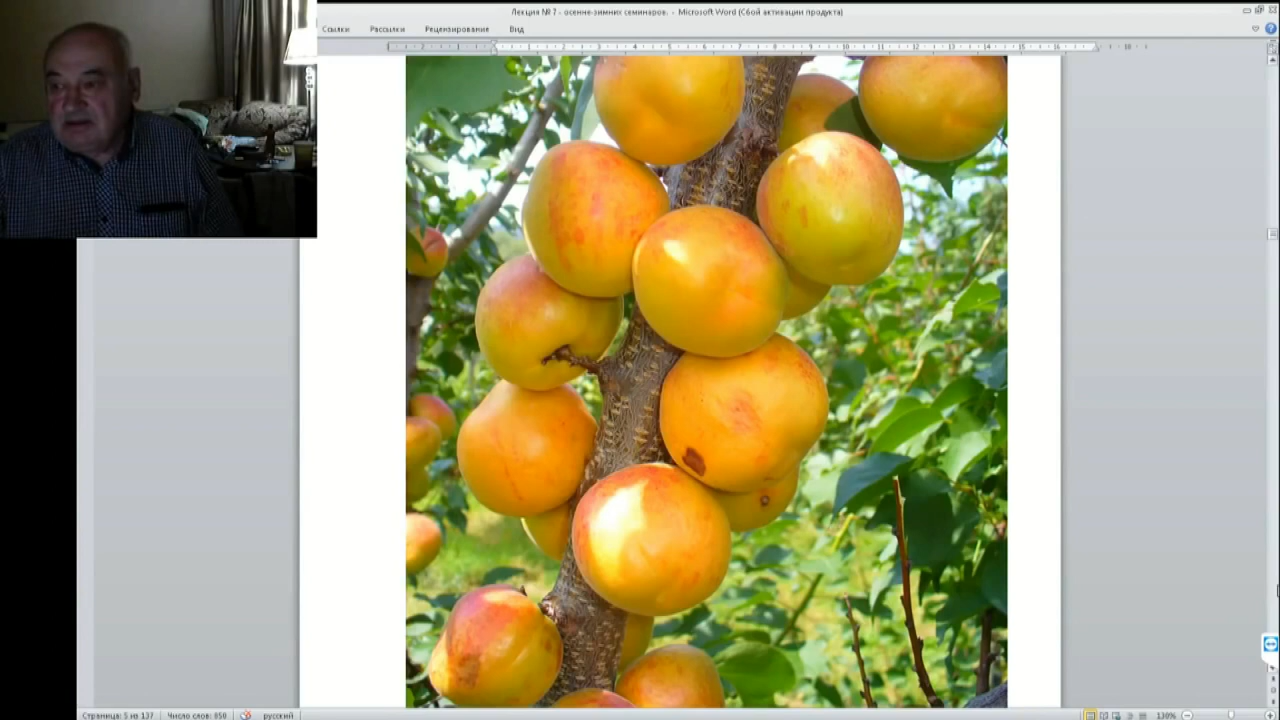 Лекция № 7 - осенне-зимних семинаров. - Microsoft Word (Сбой активации продукта)
Ссылки Рассылки Рецензирование Вид
Страница: 5 из 137 Число слов: 850 русский 130%